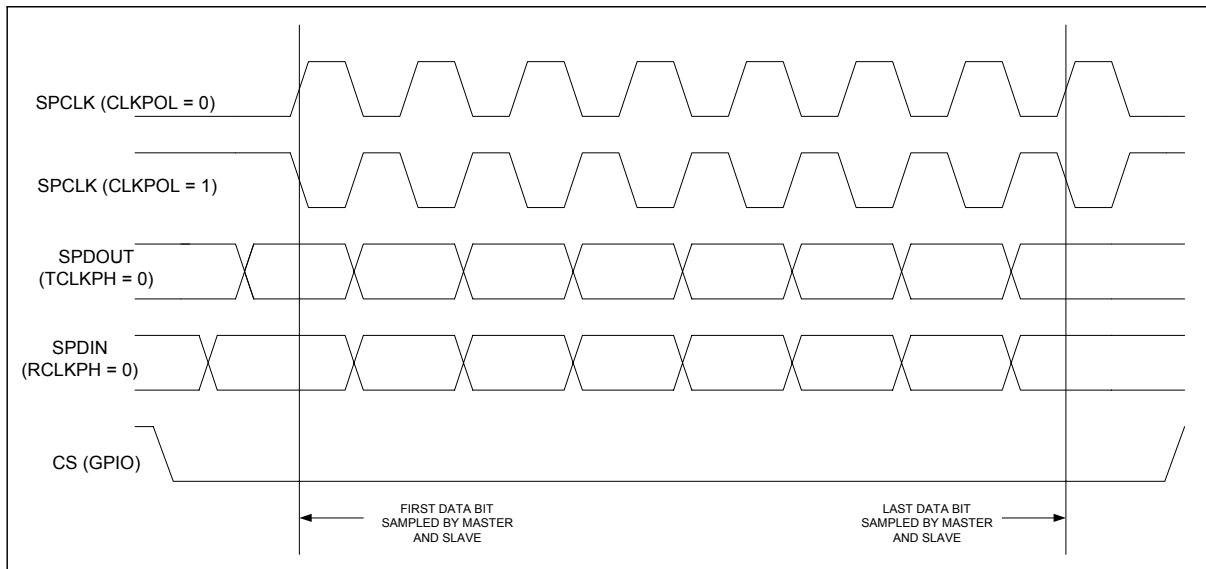 SPCLK (CLKPOL = 0)
SPCLK (CLKPOL = 1)
SPDOUT
(TCLKPH = 0)
SPDIN
(RCLKPH = 0)
CS (GPIO)
FIRST DATA BIT
SAMPLED BY MASTER
AND SLAVE
LAST DATA BIT
SAMPLED BY MASTER
AND SLAVE